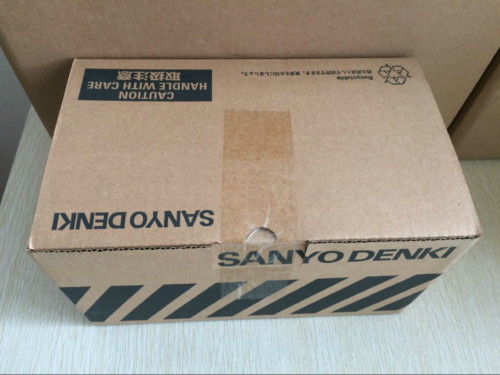 CAUTION
HANDLE WITH CARE
取扱注意
Recyclable
SANYO DENKI
SANYO DENKI